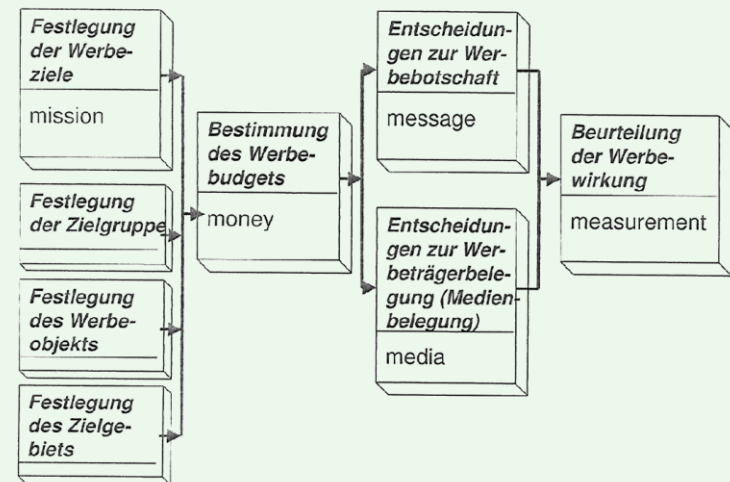 Festlegung
der Werbe-
ziele
mission
Festlegung
der Zielgruppe
Festlegung
des Werbe-
objekts
Festlegung
des Zielge-
biets
Bestimmung
des Werbe-
budgets
money
Entscheidun-
gen zur Wer-
bebotschaft
message
Entscheidun-
gen zur Wer-
beträgerbele-
gung (Medien-
belegung)
media
Beurteilung
der Werbe-
wirkung
measurement